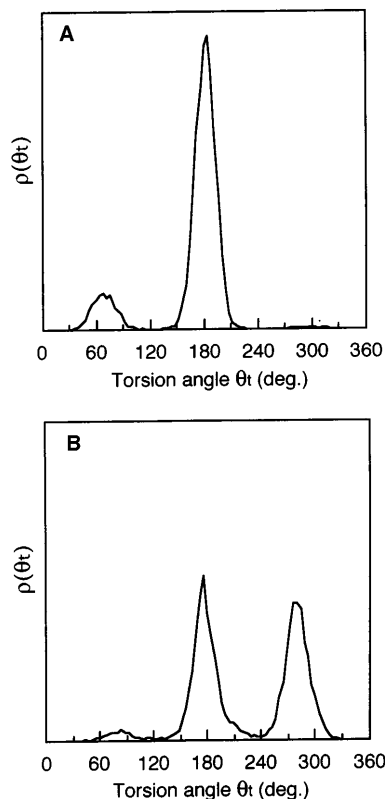 A
ρ(θt)
0 60 120 180 240 300 360
Torsion angle θt (deg.)
B
ρ(θt)
0 60 120 180 240 300 360
Torsion angle θt (deg.)